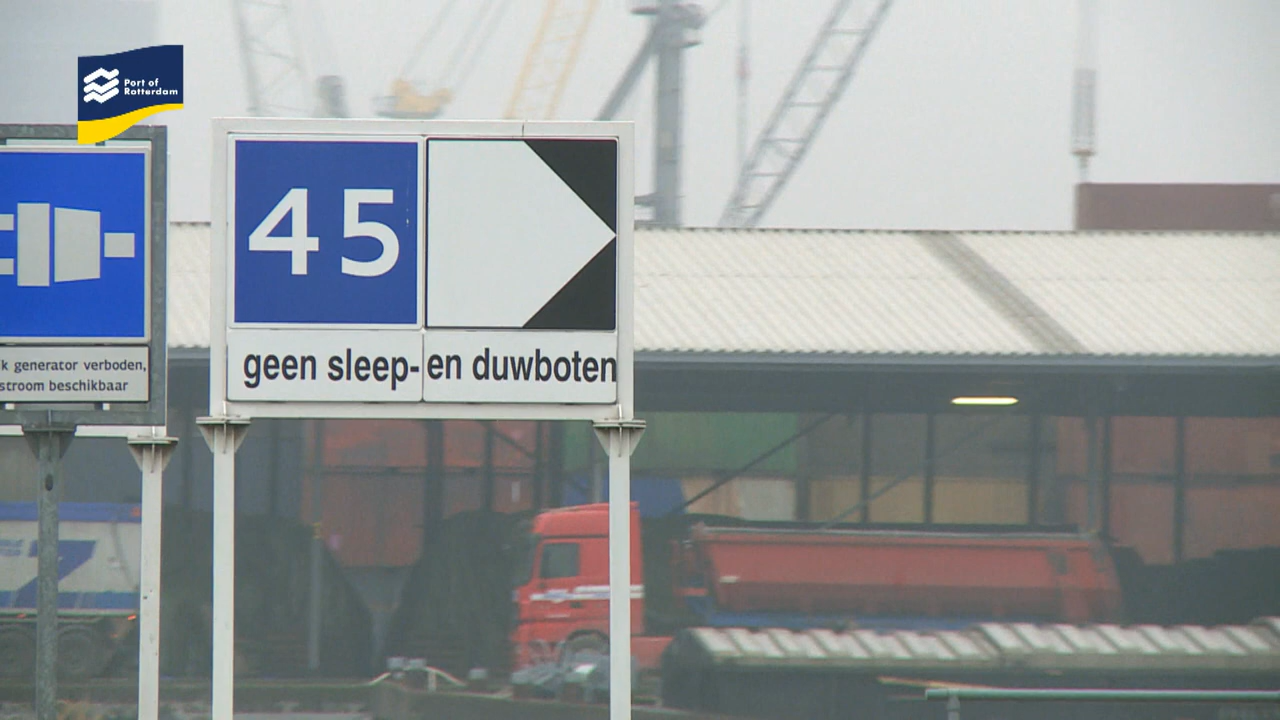 Port of
Rotterdam
45
geen sleep- en duwboten
k generator verboden,
stroom beschikbaar